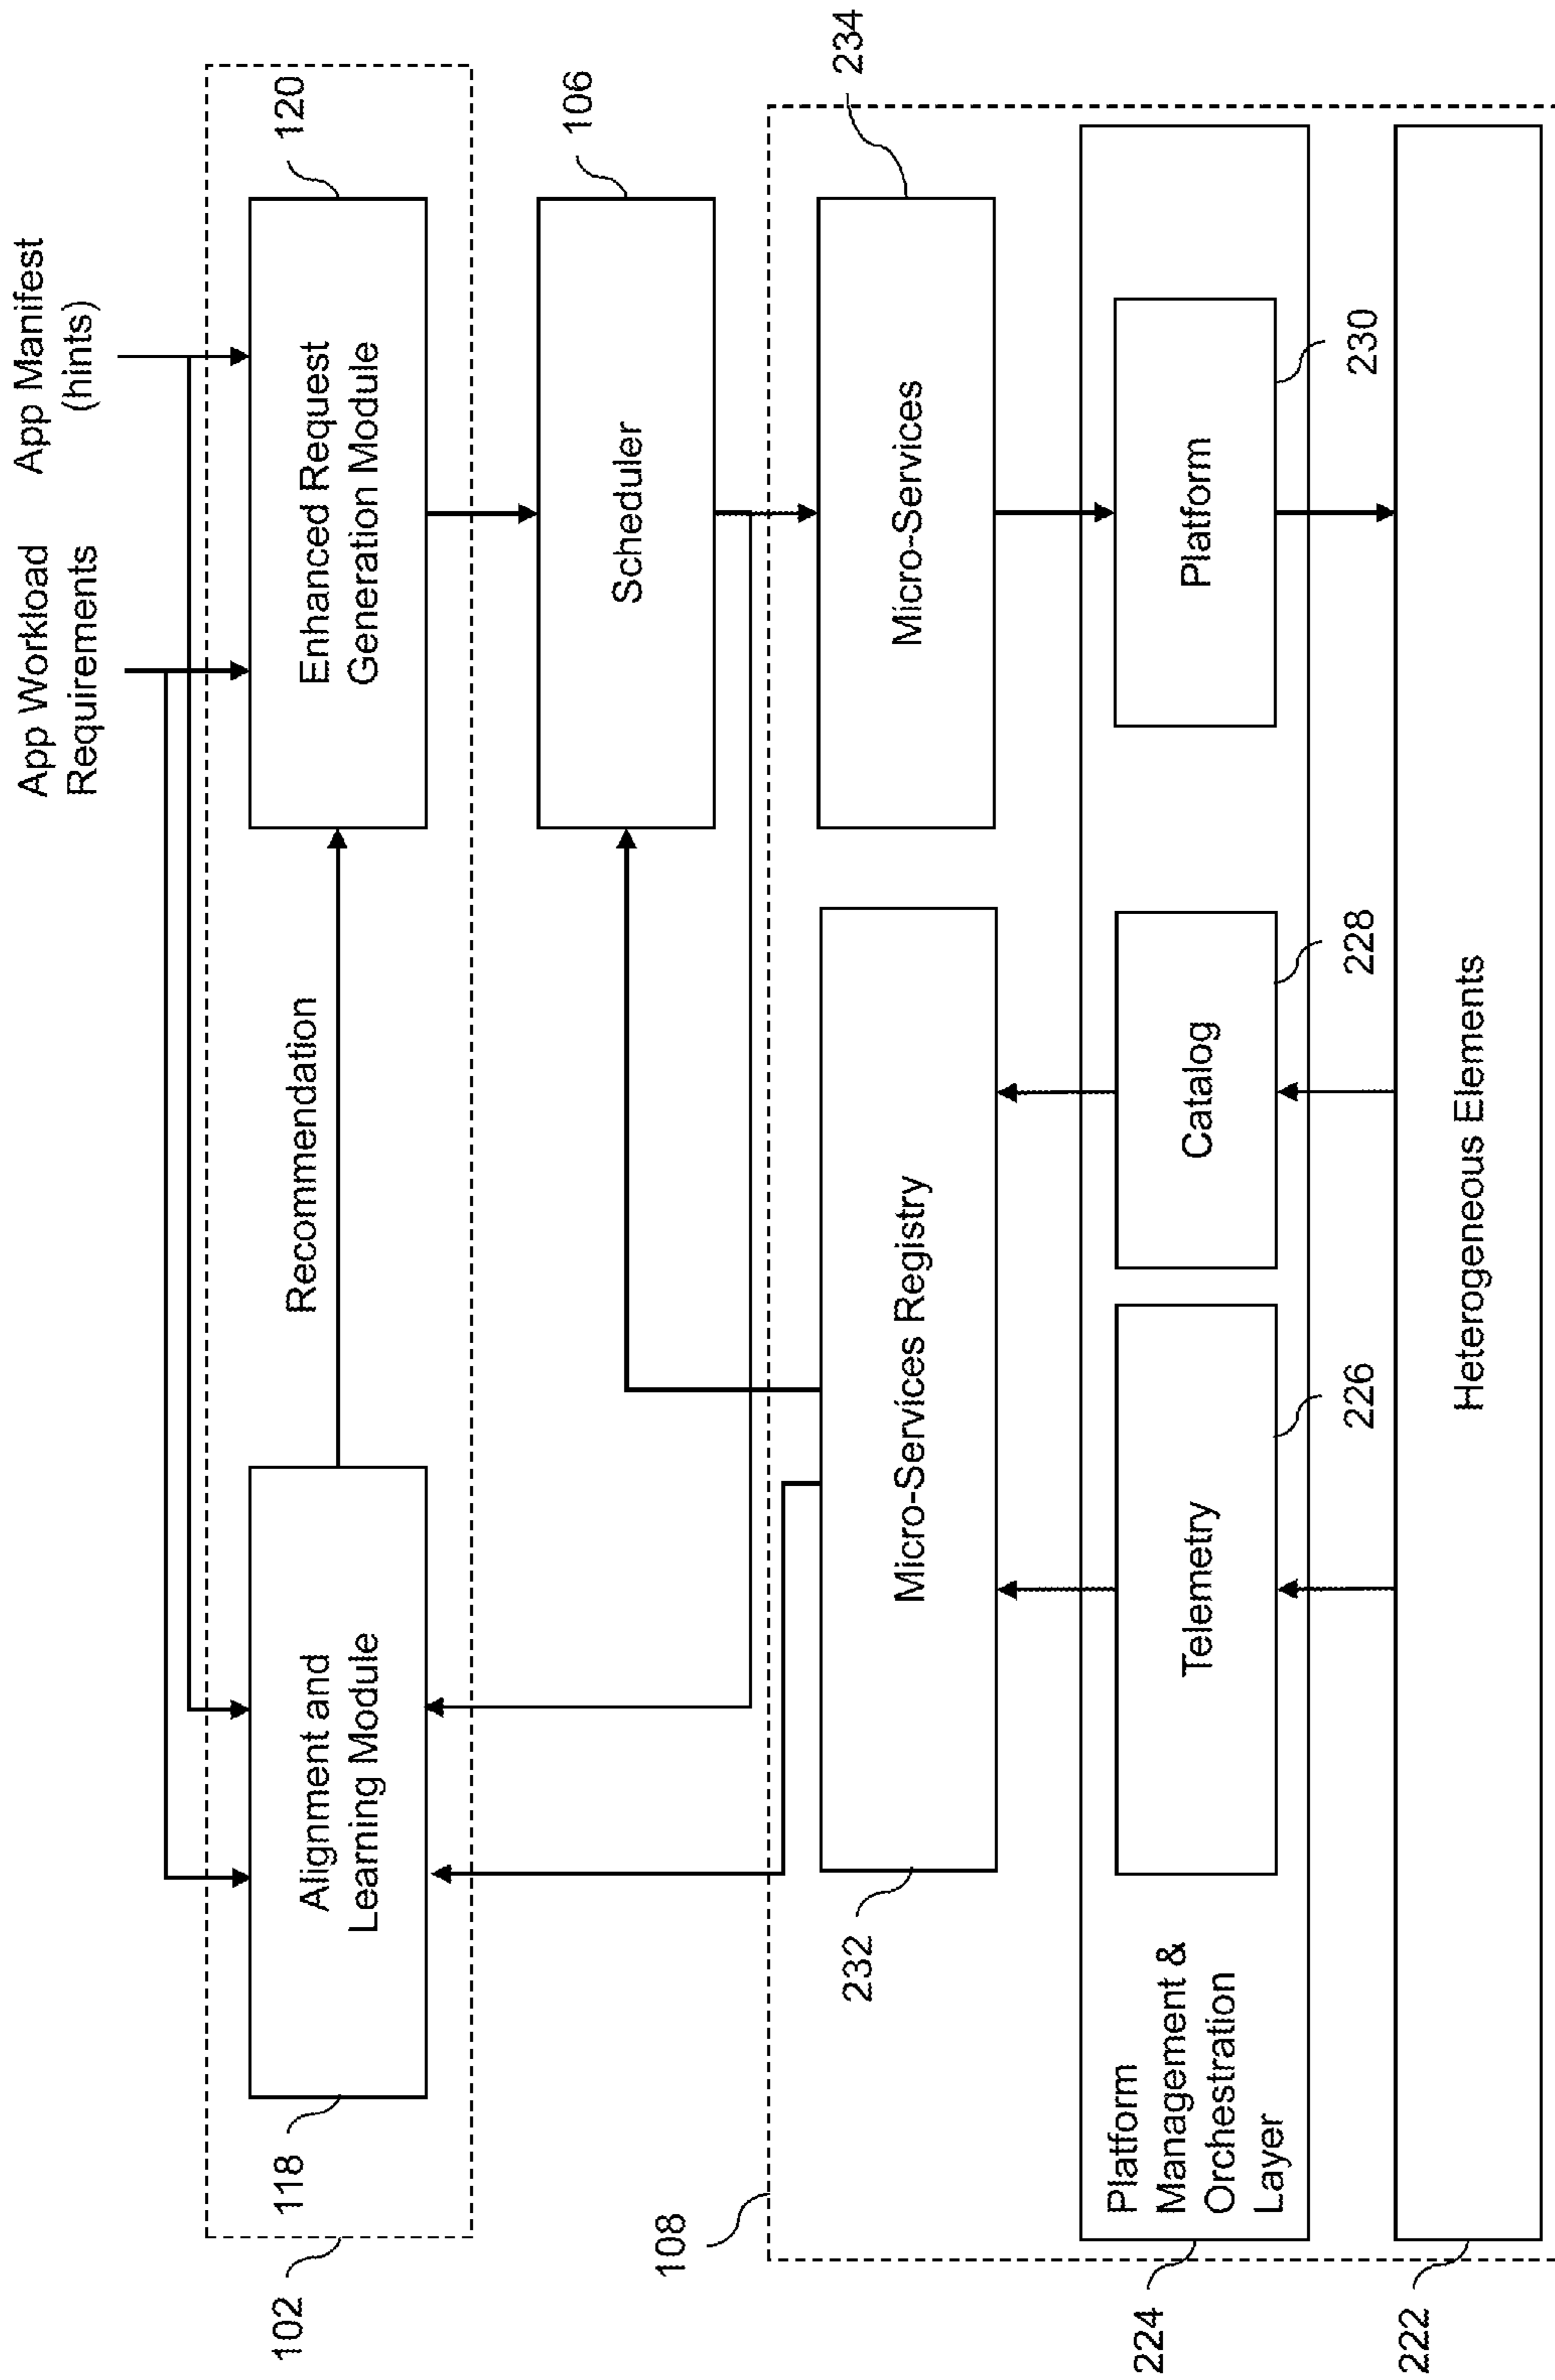 App Workload
Requirements
App Manifest
(hints)
102
118
Alignment and
Learning Module
Recommendation
Enhanced Request
Generation Module
120
Scheduler
106
108
232
Micro-Services Registry
Micro-Services
234
224
Platform
Management &
Orchestration
Layer
Telemetry
226
Catalog
228
Platform
230
222
Heterogeneous Elements